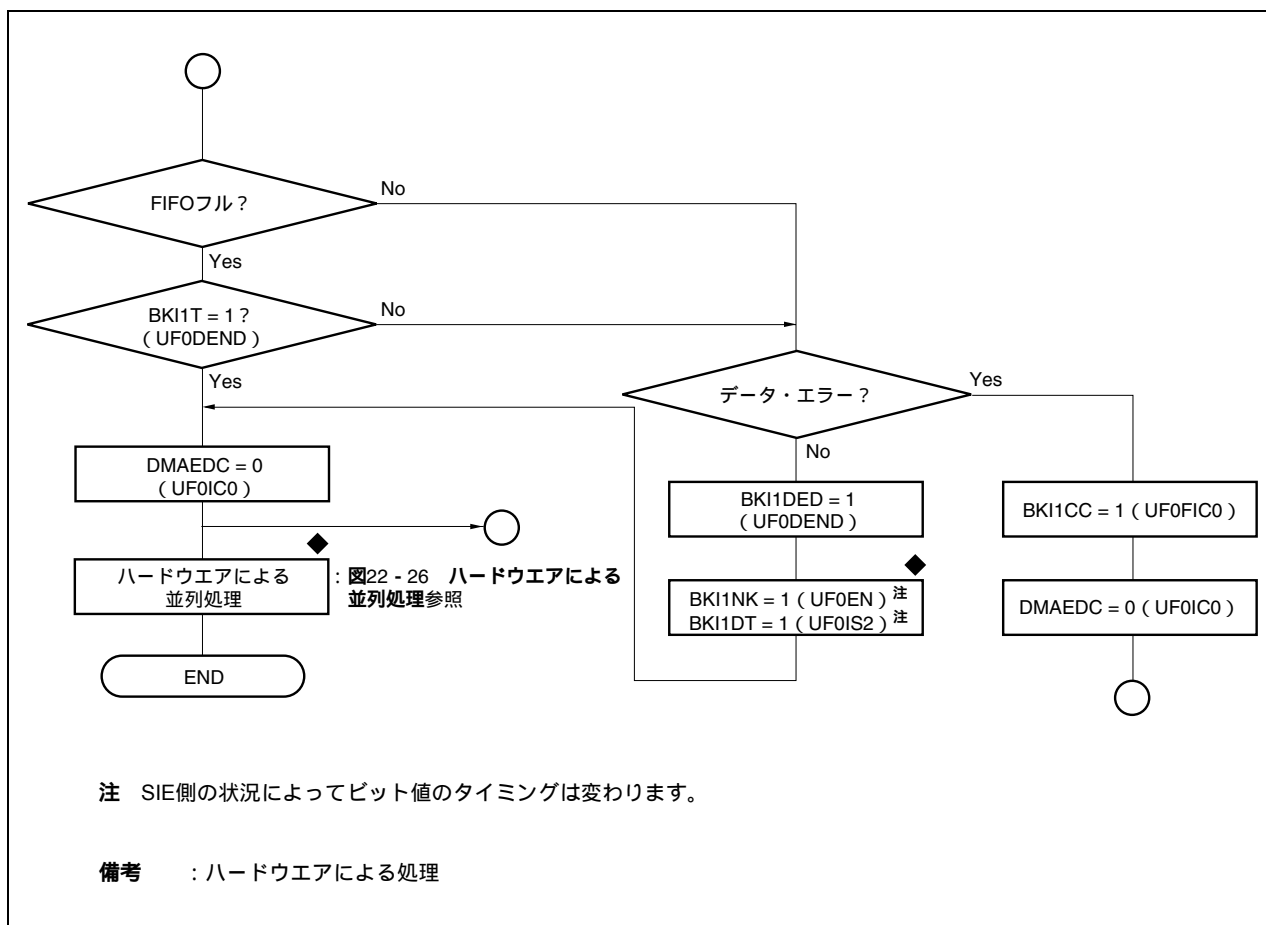 FIFOフル？
No
Yes
BKI1T = 1？
（UF0DEND）
No
Yes
データ・エラー？
Yes
No
DMAEDC = 0
（UF0IC0）
BKI1DED = 1
（UF0DEND）
BKI1CC = 1（UF0FIC0）
ハードウエアによる
並列処理
：図22 - 26　ハードウエアによる
並列処理参照
BKI1NK = 1（UF0EN）注
BKI1DT = 1（UF0IS2）注
DMAEDC = 0（UF0IC0）
END
注　SIE側の状況によってビット値のタイミングは変わります。
備考　　：ハードウエアによる処理